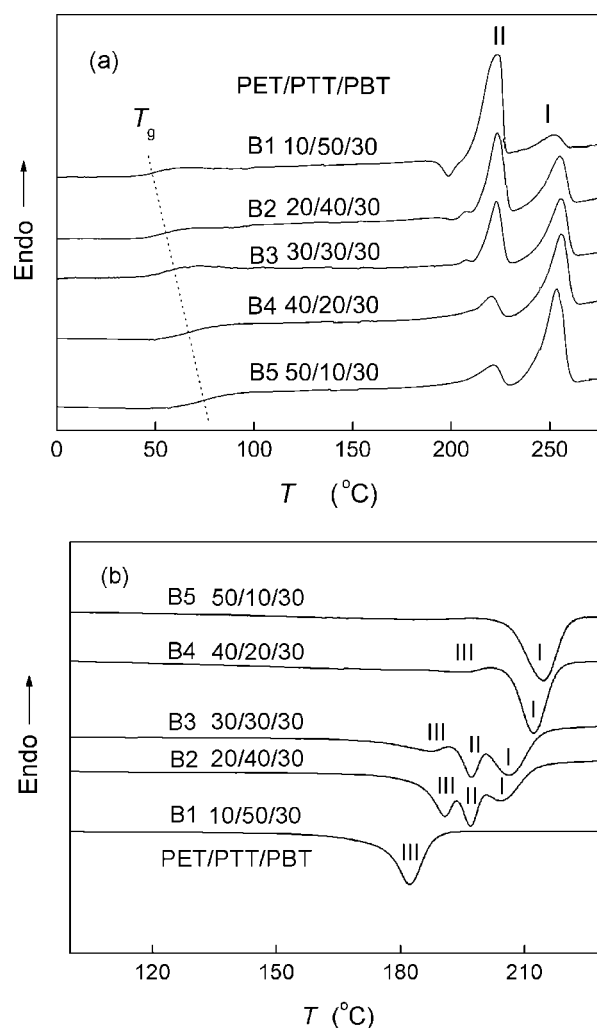 (a)
II
PET/PTT/PBT
I
Tg
B1 10/50/30
B2 20/40/30
B3 30/30/30
B4 40/20/30
B5 50/10/30
Endo
0 50 100 150 200 250
T (°C)
(b)
B5 50/10/30
III I
B4 40/20/30
I
B3 30/30/30 III II I
B2 20/40/30 III II I
B1 10/50/30
PET/PTT/PBT III
Endo
120 150 180 210
T (°C)